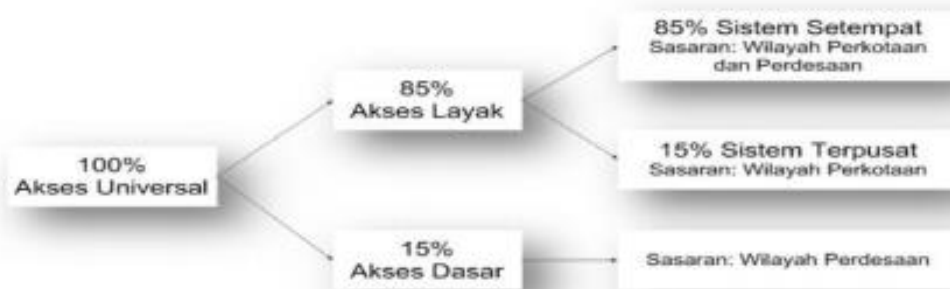 85% Sistem Setempat
Sasaran: Wilayah Perkotaan
dan Perdesaan
85%
Akses Layak
15% Sistem Terpusat
Sasaran: Wilayah Perkotaan
100%
Akses Universal
15%
Akses Dasar
Sasaran: Wilayah Perdesaan